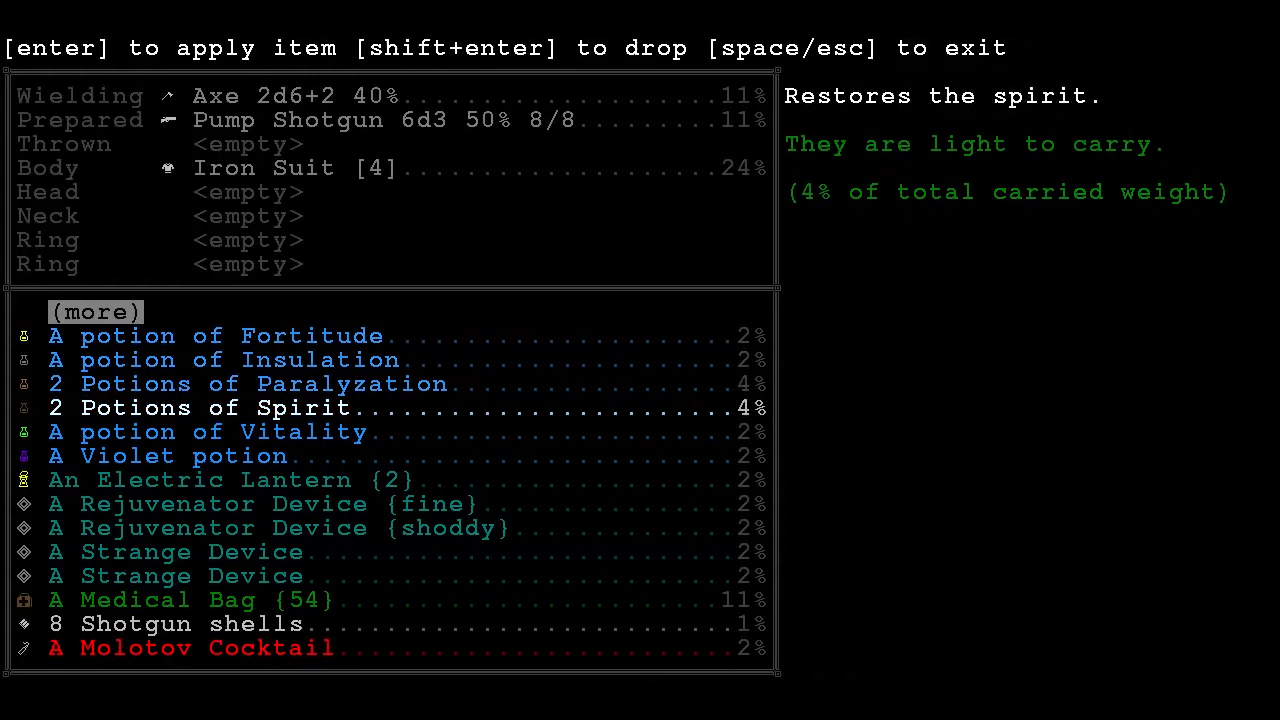 [enter] to apply item [shift+enter] to drop [space/esc] to exit
Wielding Axe 2d6+2 40%.....................11%
Prepared Pump Shotgun 6d3 50% 8/8..........11%
Thrown <empty>
Body Iron Suit [4].....................24%
Head <empty>
Neck <empty>
Ring <empty>
Ring <empty>
(more)
A potion of Fortitude......................2%
A potion of Insulation.....................2%
2 Potions of Paralyzation..................4%
2 Potions of Spirit........................4%
A potion of Vitality.......................2%
A Violet potion............................2%
An Electric Lantern {2}....................2%
A Rejuvenator Device {fine}................2%
A Rejuvenator Device {shoddy}..............2%
A Strange Device...........................2%
A Strange Device...........................2%
A Medical Bag {54}........................11%
8 Shotgun shells...........................1%
A Molotov Cocktail.........................2%
Restores the spirit.
They are light to carry.
(4% of total carried weight)